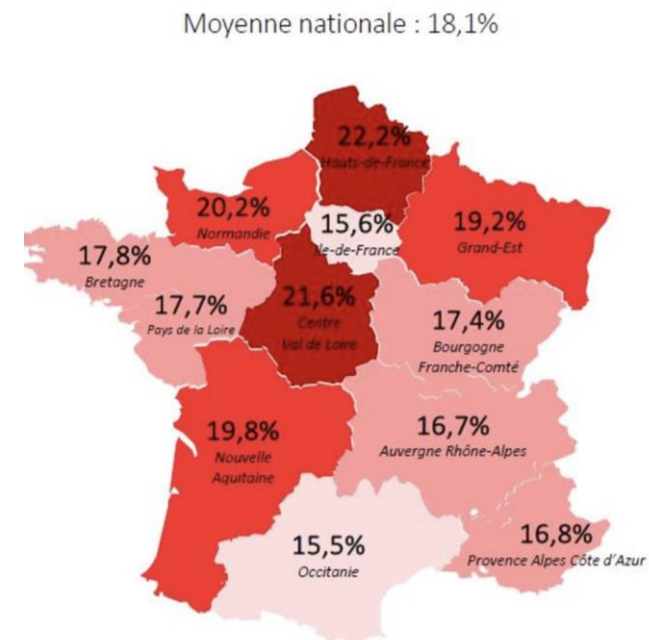 Moyenne nationale : 18,1%
22,2%
Hauts-de-France
20,2%
Normandie
15,6%
Ile-de-France
19,2%
Grand-Est
17,8%
Bretagne
17,7%
Pays de la Loire
21,6%
Centre
Val de Loire
17,4%
Bourgogne
Franche-Comté
19,8%
Nouvelle
Aquitaine
16,7%
Auvergne Rhône-Alpes
15,5%
Occitanie
16,8%
Provence Alpes Côte d'Azur